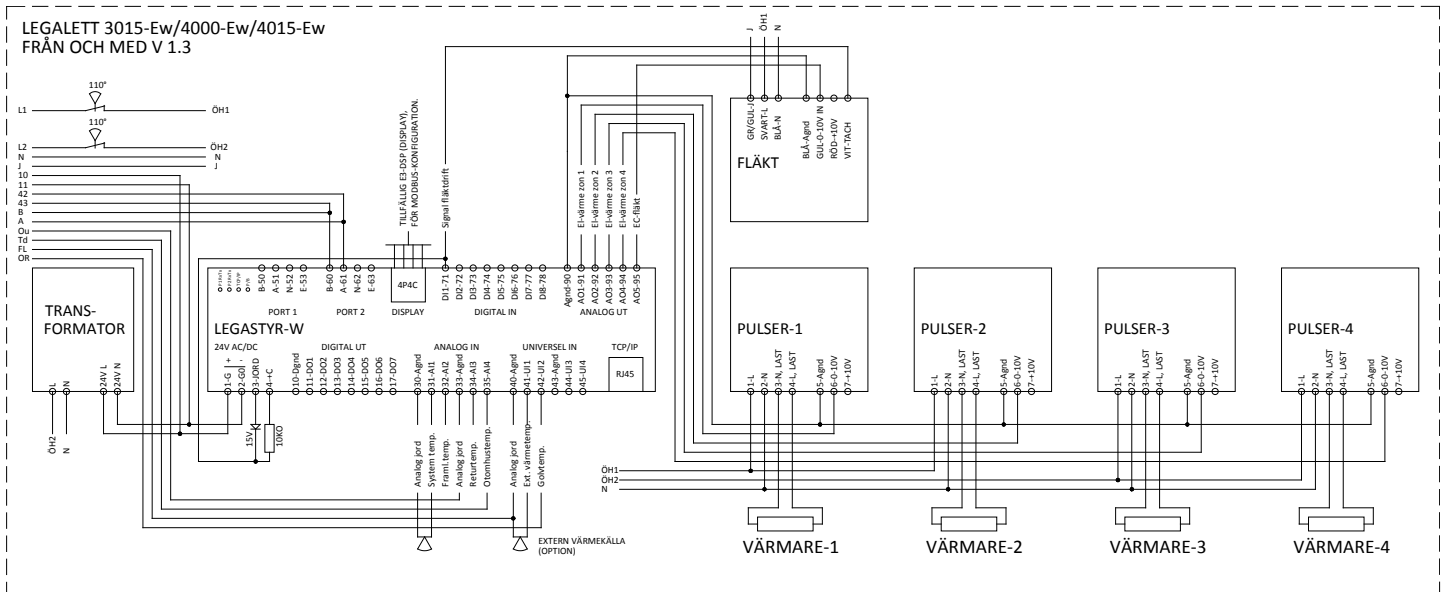 LEGALETT 3015-Ew/4000-Ew/4015-Ew
FRÅN OCH MED V 1.3
110°
L1
ÖH1
110°
L2
ÖH2
N
N
J
J
10
11
42
43
B
A
Ou
Td
FL
OR
TILLFÄLLIG E3-DSP (DISPLAY),
FÖR MODBUS-KONFIGURATION.
Signal fläktdrift
El-värme zon 1
El-värme zon 2
El-värme zon 3
El-värme zon 4
EC-fläkt
J
ÖH1
N
GR/GUL-J
SVART-L
BLÅ-N
BLÅ-Agnd
GUL-0-10V IN
RÖD-+10V
VIT-TACH
FLÄKT
TRANS-
FORMATOR
L
N
24V L
24V N
ÖH2
N
B-50
A-51
N-52
E-53
B-60
A-61
N-62
E-63
4P4C
DI1-71
DI2-72
DI3-73
DI4-74
DI5-75
DI6-76
DI7-77
DI8-78
Agnd-90
AO1-91
AO2-92
AO3-93
AO4-94
AO5-95
PORT 1
PORT 2
DISPLAY
DIGITAL IN
ANALOG UT
LEGASTYR-W
24V AC/DC
DIGITAL UT
ANALOG IN
UNIVERSEL IN
TCP/IP
RJ45
+
-
1-G
2-G0
3-JORD
4-+C
10-Dgnd
11-DO1
12-DO2
13-DO3
14-DO4
15-DO5
16-DO6
17-DO7
30-Agnd
31-AI1
32-AI2
33-Agnd
34-AI3
35-AI4
40-Agnd
41-UI1
42-UI2
43-Agnd
44-UI3
45-UI4
15V
10KO
Analog jord
System temp.
Framl.temp.
Analog jord
Returtemp.
Otomhustemp.
Analog jord
Ext. värmetemp.
Golvtemp.
EXTERN VÄRMEKÄLLA
(OPTION)
PULSER-1
1-L
2-N
3-N, LAST
4-L, LAST
5-Agnd
6-0-10V
7-+10V
PULSER-2
1-L
2-N
3-N, LAST
4-L, LAST
5-Agnd
6-0-10V
7-+10V
PULSER-3
1-L
2-N
3-N, LAST
4-L, LAST
5-Agnd
6-0-10V
7-+10V
PULSER-4
1-L
2-N
3-N, LAST
4-L, LAST
5-Agnd
6-0-10V
7-+10V
ÖH1
ÖH2
N
VÄRMARE-1
VÄRMARE-2
VÄRMARE-3
VÄRMARE-4